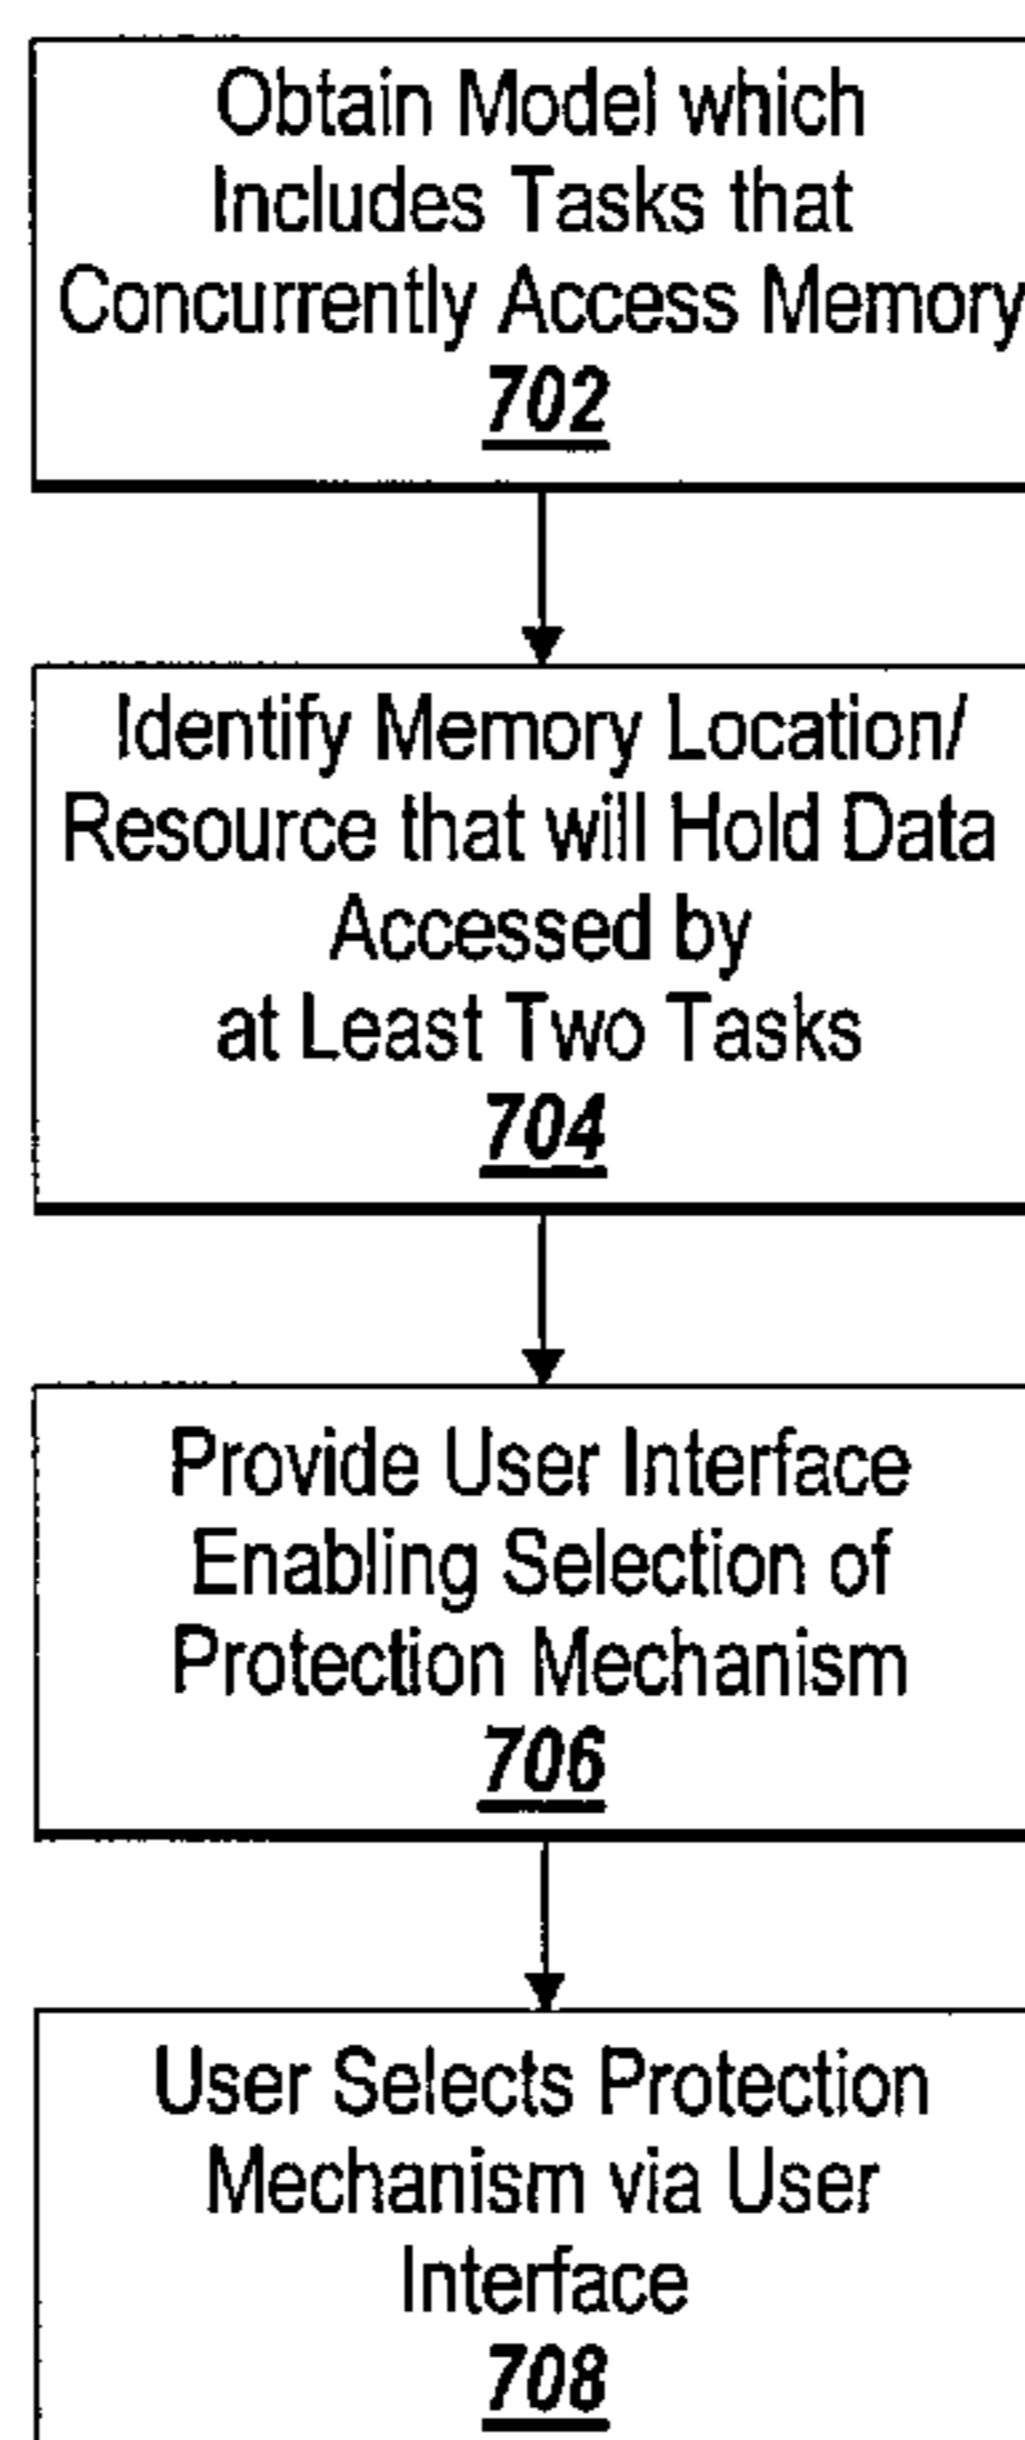 Obtain Model which
Includes Tasks that
Concurrently Access Memory
702
Identify Memory Location/
Resource that will Hold Data
Accessed by
at Least Two Tasks
704
Provide User Interface
Enabling Selection of
Protection Mechanism
706
User Selects Protection
Mechanism via User
Interface
708